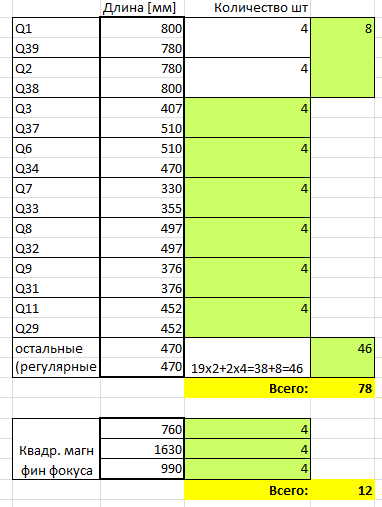 Длина [мм] Количество шт
Q1 800 4 8
Q39 780
Q2 780 4
Q38 800
Q3 407 4
Q37 510
Q6 510 4
Q34 470
Q7 330 4
Q33 355
Q8 497 4
Q32 497
Q9 376 4
Q31 376
Q11 452 4
Q29 452
остальные 470 46
(регулярные 470 19x2+2x4=38+8=46
Всего: 78
760 4
Квадр. магн 1630 4
фин фокуса 990 4
Всего: 12